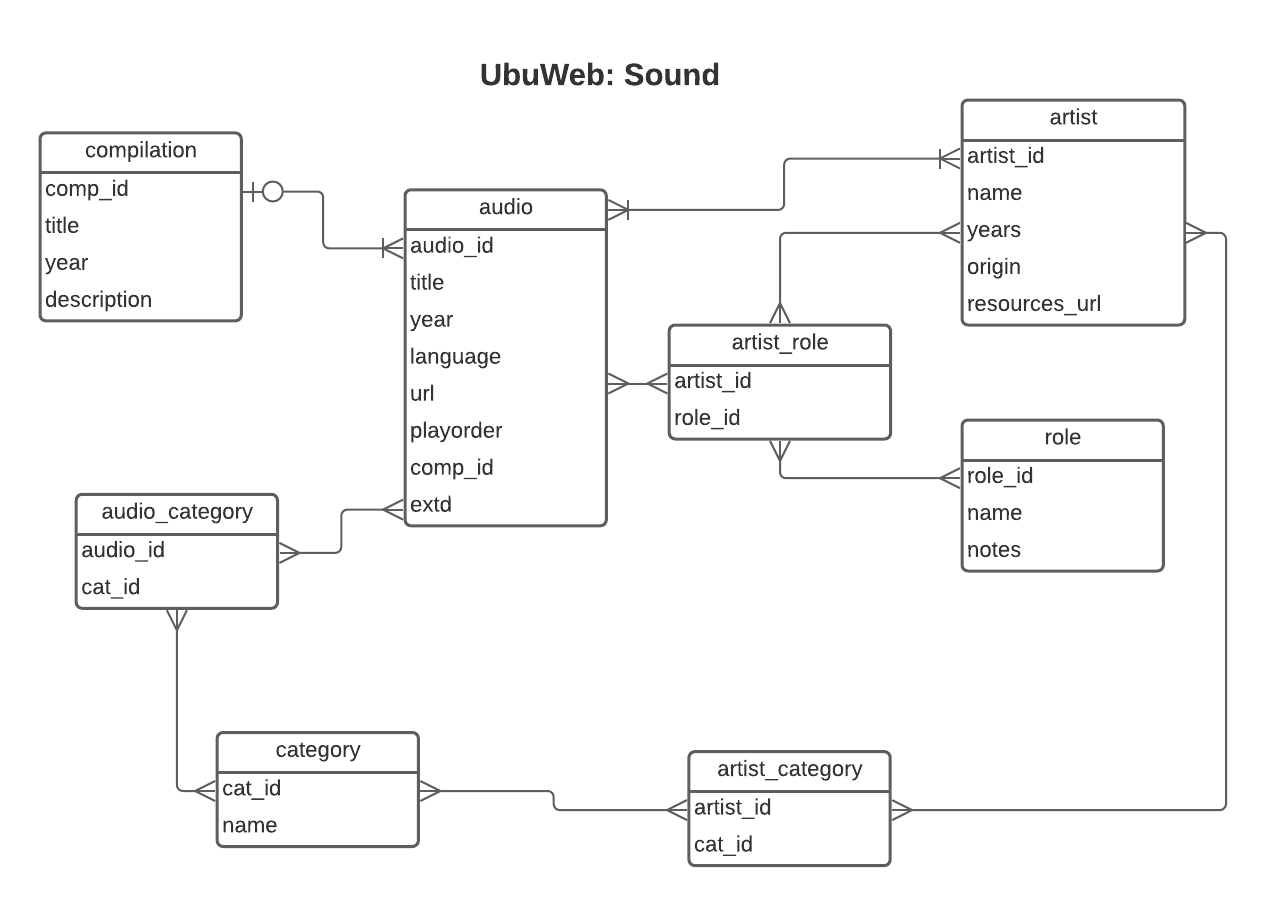 UbuWeb: Sound
compilation
comp_id
title
year
description
audio
audio_id
title
year
language
url
playorder
comp_id
extd
artist
artist_id
name
years
origin
resources_url
artist_role
artist_id
role_id
role
role_id
name
notes
audio_category
audio_id
cat_id
category
cat_id
name
artist_category
artist_id
cat_id